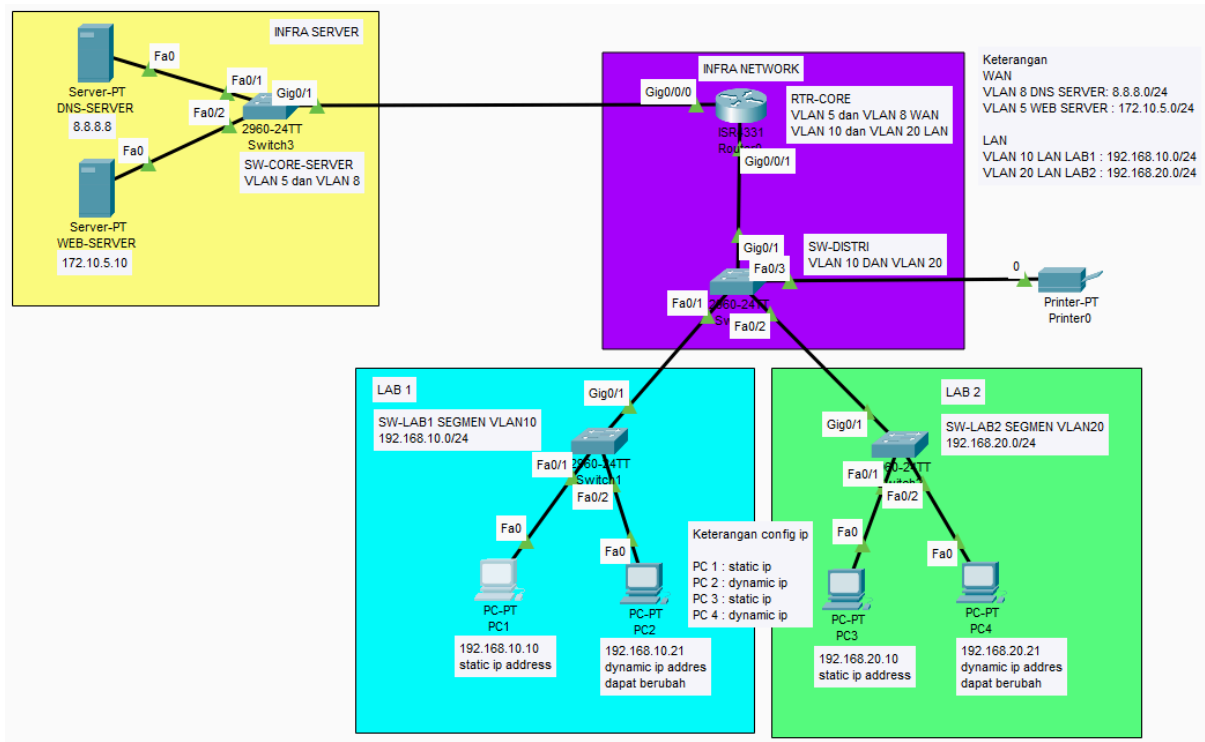 INFRA SERVER
Fa0
Server-PT
DNS-SERVER
8.8.8.8
Fa0/1
Gig0/1
Fa0/2
2960-24TT
Switch3
Fa0
SW-CORE-SERVER
VLAN 5 dan VLAN 8
Server-PT
WEB-SERVER
172.10.5.10
INFRA NETWORK
Gig0/0/0
RTR-CORE
VLAN 5 dan VLAN 8 WAN
VLAN 10 dan VLAN 20 LAN
Gig0/0/1
Gig0/1
SW-DISTRI
VLAN 10 DAN VLAN 20
Fa0/3
Fa0/1
Fa0/2
0
Printer-PT
Printer0
Keterangan
WAN
VLAN 8 DNS SERVER: 8.8.8.0/24
VLAN 5 WEB SERVER : 172.10.5.0/24
LAN
VLAN 10 LAN LAB1 : 192.168.10.0/24
VLAN 20 LAN LAB2 : 192.168.20.0/24
LAB 1
Gig0/1
SW-LAB1 SEGMEN VLAN10
192.168.10.0/24
Fa0/1
Switch1
Fa0/2
Fa0
Fa0
PC-PT
PC1
192.168.10.10
static ip address
PC-PT
PC2
192.168.10.21
dynamic ip addres
dapat berubah
Keterangan config ip
PC 1 : static ip
PC 2 : dynamic ip
PC 3 : static ip
PC 4 : dynamic ip
LAB 2
Gig0/1
SW-LAB2 SEGMEN VLAN20
192.168.20.0/24
Fa0/1
Fa0/2
Fa0
Fa0
PC-PT
PC3
192.168.20.10
static ip address
PC-PT
PC4
192.168.20.21
dynamic ip addres
dapat berubah